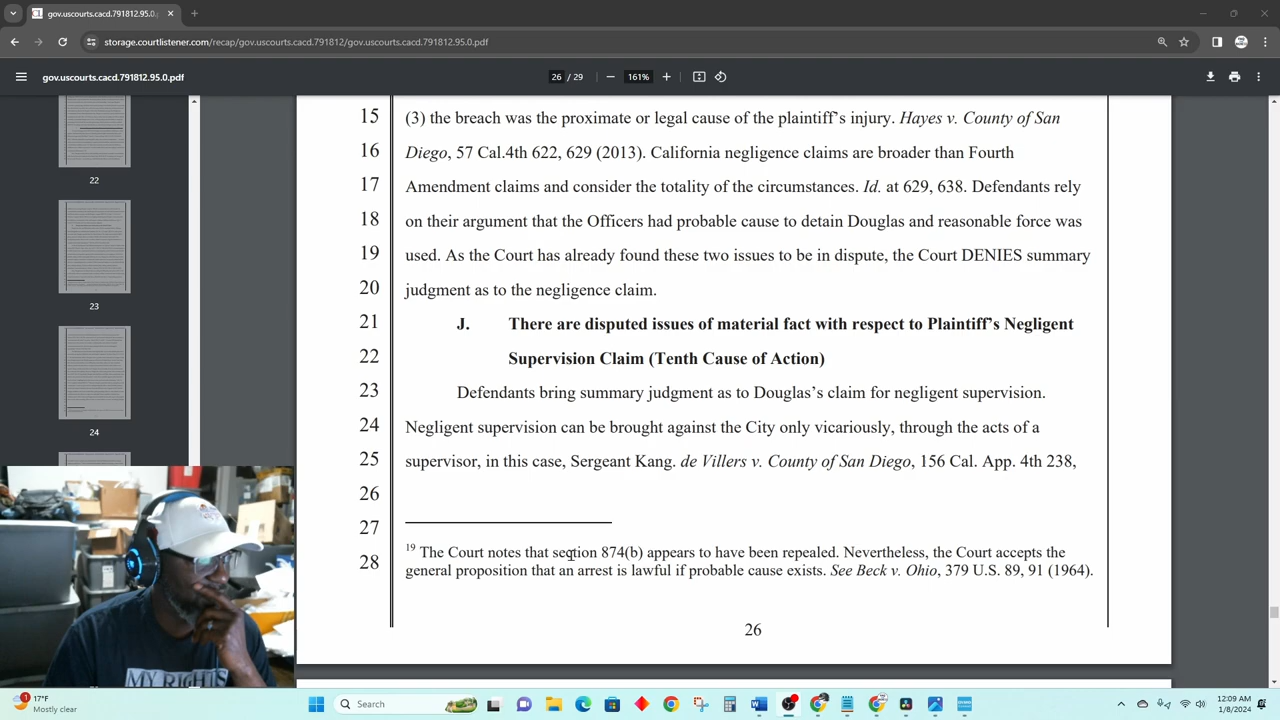 gov.uscourts.cacd.791812.95.0.p
storage.courtlistener.com/recap/gov.uscourts.cacd.791812/gov.uscourts.cacd.791812.95.0.pdf
gov.uscourts.cacd.791812.95.0.pdf
26 / 29
161%
22
23
24
15 (3) the breach was the proximate or legal cause of the plaintiff's injury. Hayes v. County of San
16 Diego, 57 Cal.4th 622, 629 (2013). California negligence claims are broader than Fourth
17 Amendment claims and consider the totality of the circumstances. Id. at 629, 638. Defendants rely
18 on their argument that the Officers had probable cause to detain Douglas and reasonable force was
19 used. As the Court has already found these two issues to be in dispute, the Court DENIES summary
20 judgment as to the negligence claim.
21 J. There are disputed issues of material fact with respect to Plaintiff's Negligent
22 Supervision Claim (Tenth Cause of Action)
23 Defendants bring summary judgment as to Douglas's claim for negligent supervision.
24 Negligent supervision can be brought against the City only vicariously, through the acts of a
25 supervisor, in this case, Sergeant Kang. de Villers v. County of San Diego, 156 Cal. App. 4th 238,
26
27
28
19 The Court notes that section 874(b) appears to have been repealed. Nevertheless, the Court accepts the
general proposition that an arrest is lawful if probable cause exists. See Beck v. Ohio, 379 U.S. 89, 91 (1964).
26
MY RIGHTS
1
17°F
Mostly clear
Search
12:09 AM
1/8/2024